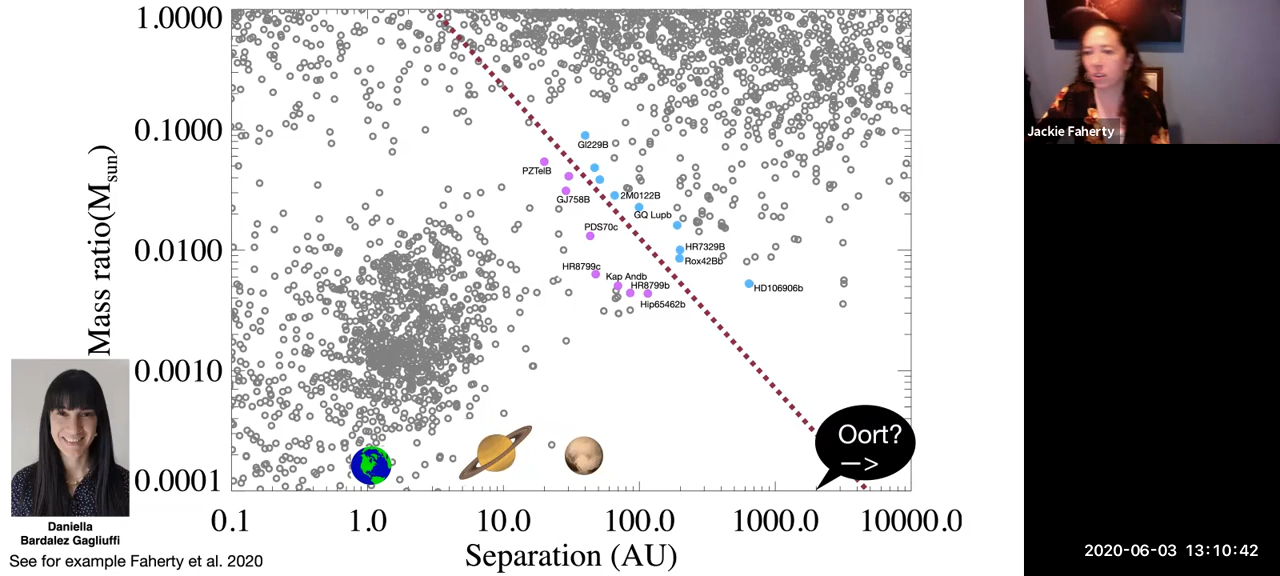 1.0000
0.1000
0.0100
0.0010
0.0001
Mass ratio(M_sun)
Gl229B
PZTelB
GJ758B
2M0122B
GQ Lupb
PDS70c
HR7329B
Rox42Bb
HR8799c
Kap Andb
HR8799b
Hip65462b
HD106906b
Oort?
—>
0.1 1.0 10.0 100.0 1000.0 10000.0
Separation (AU)
Daniella
Bardalez Gagliuffi
See for example Faherty et al. 2020
Jackie Faherty
2020-06-03 13:10:42